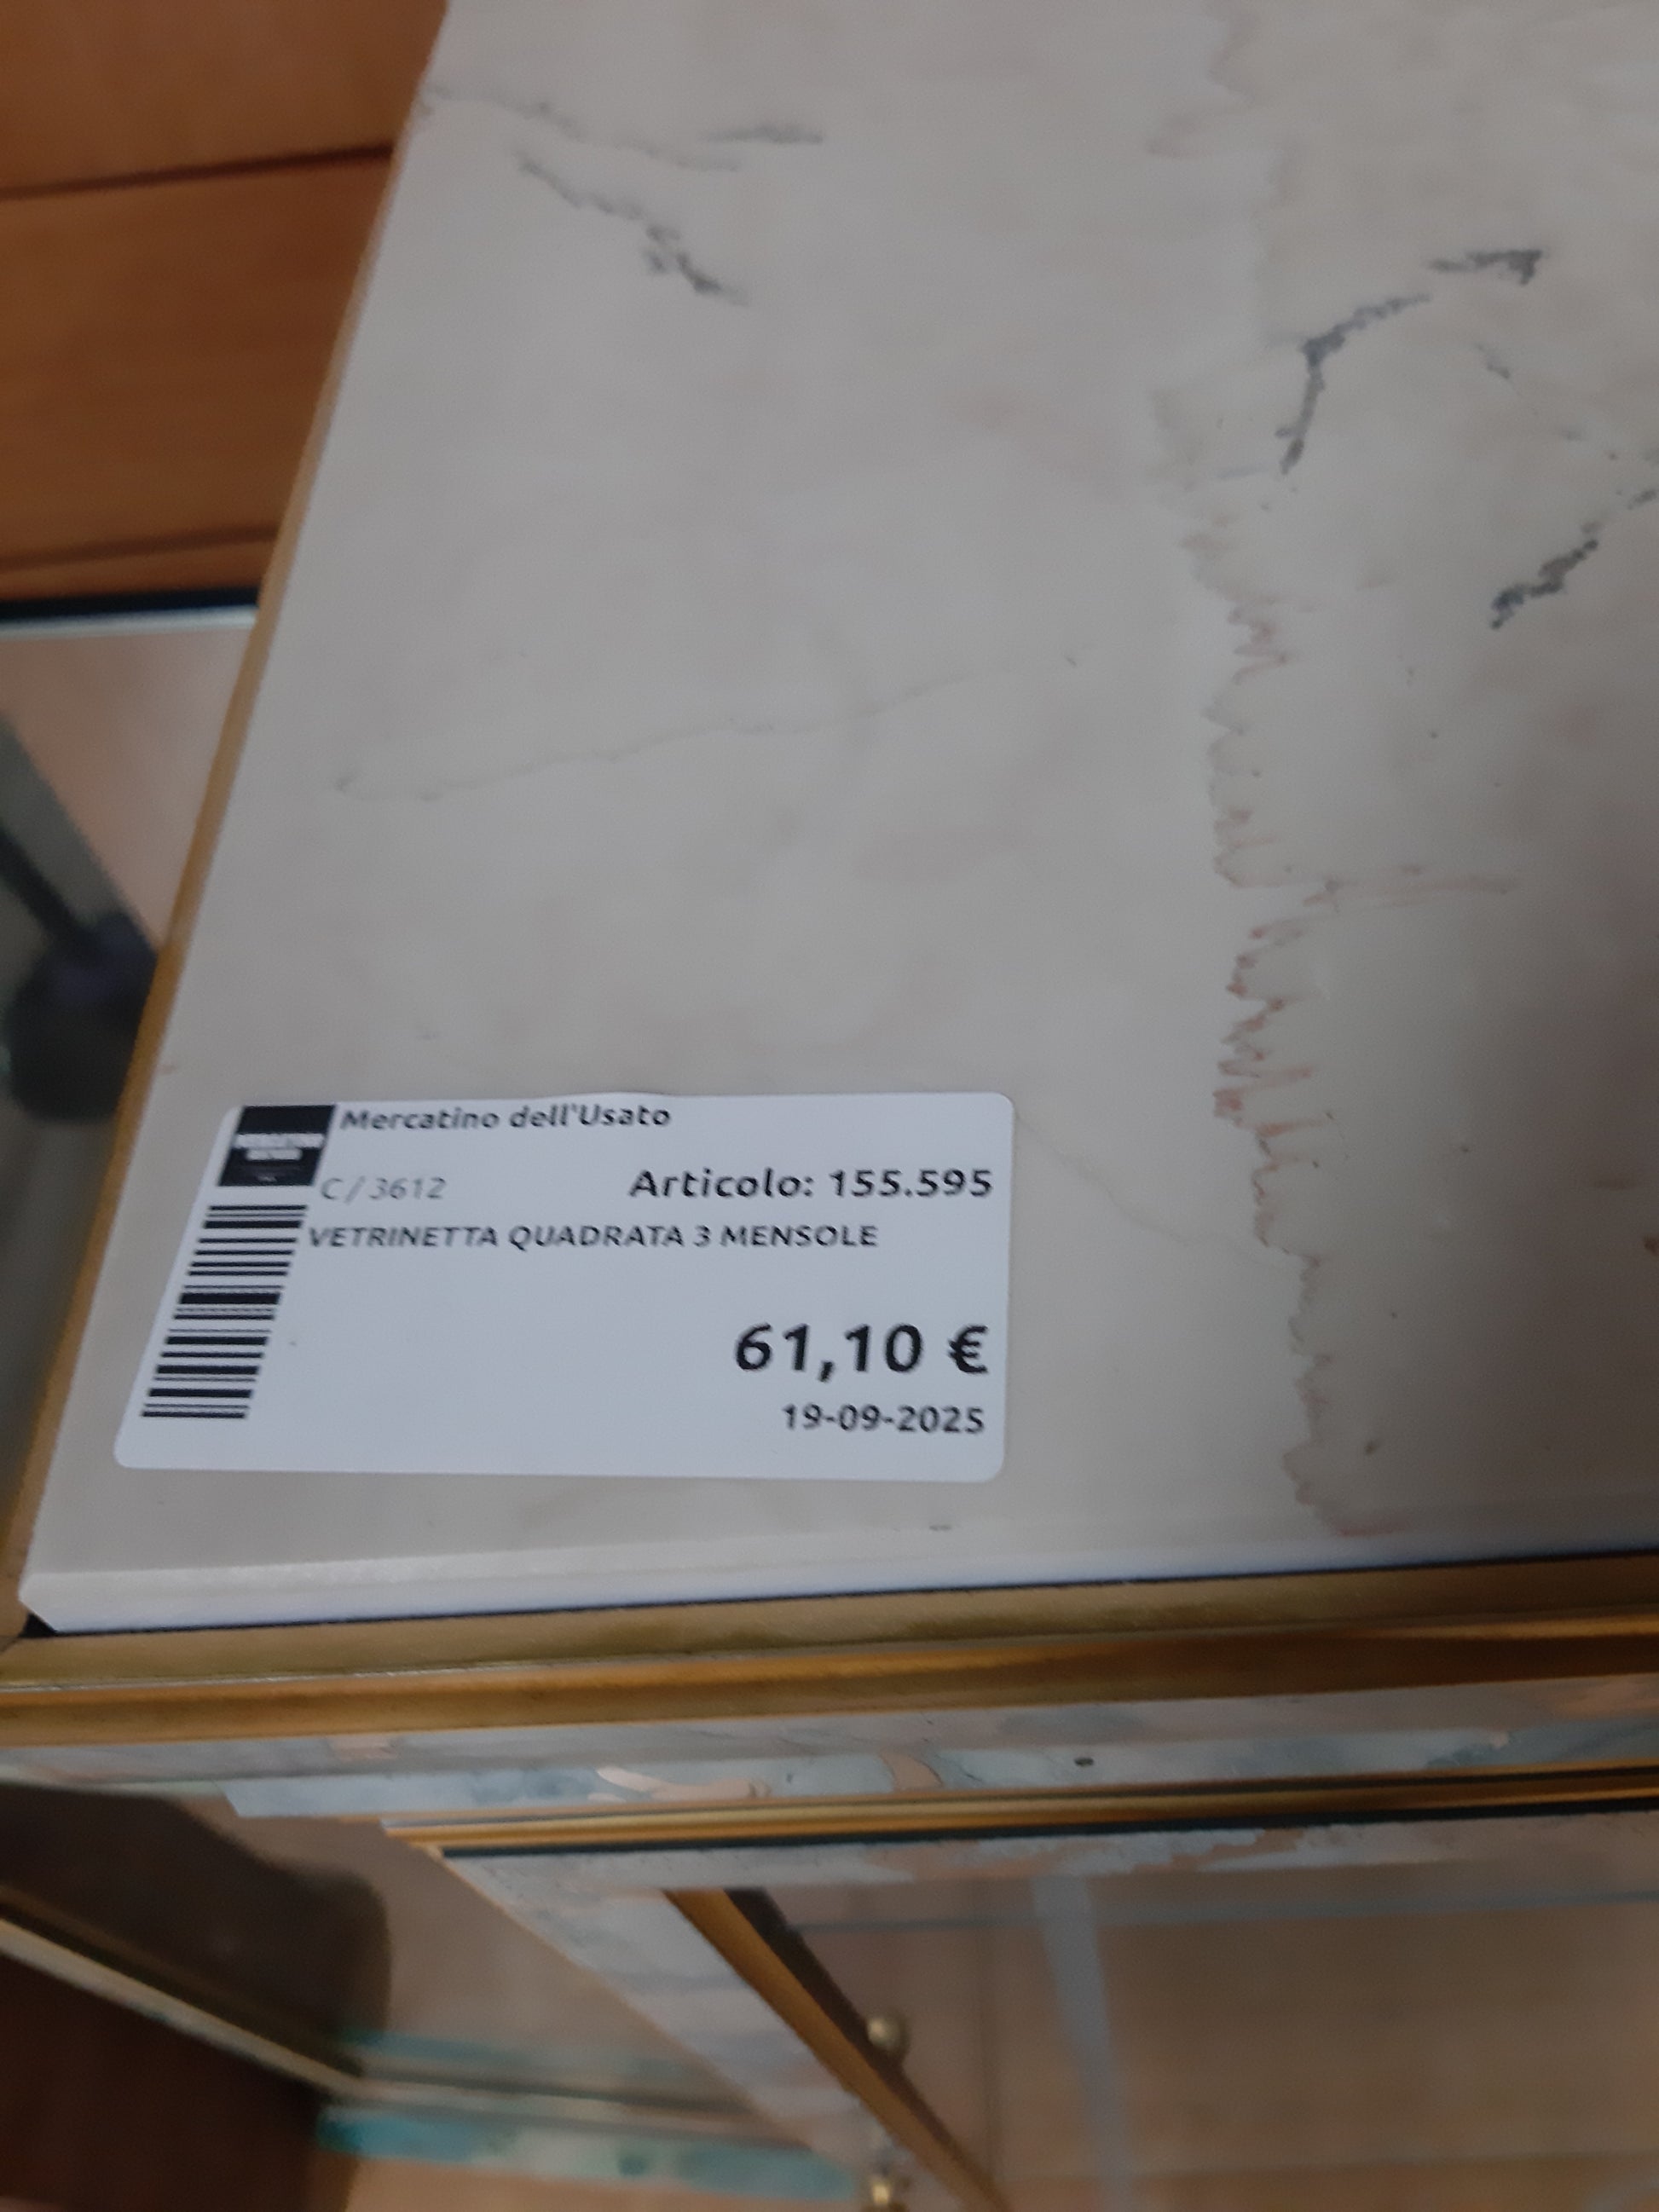 Mercatino dell'Usato
C/3612 Articolo: 155.595
VETRINETTA QUADRATA 3 MENSOLE
61,10 €
19-09-2025